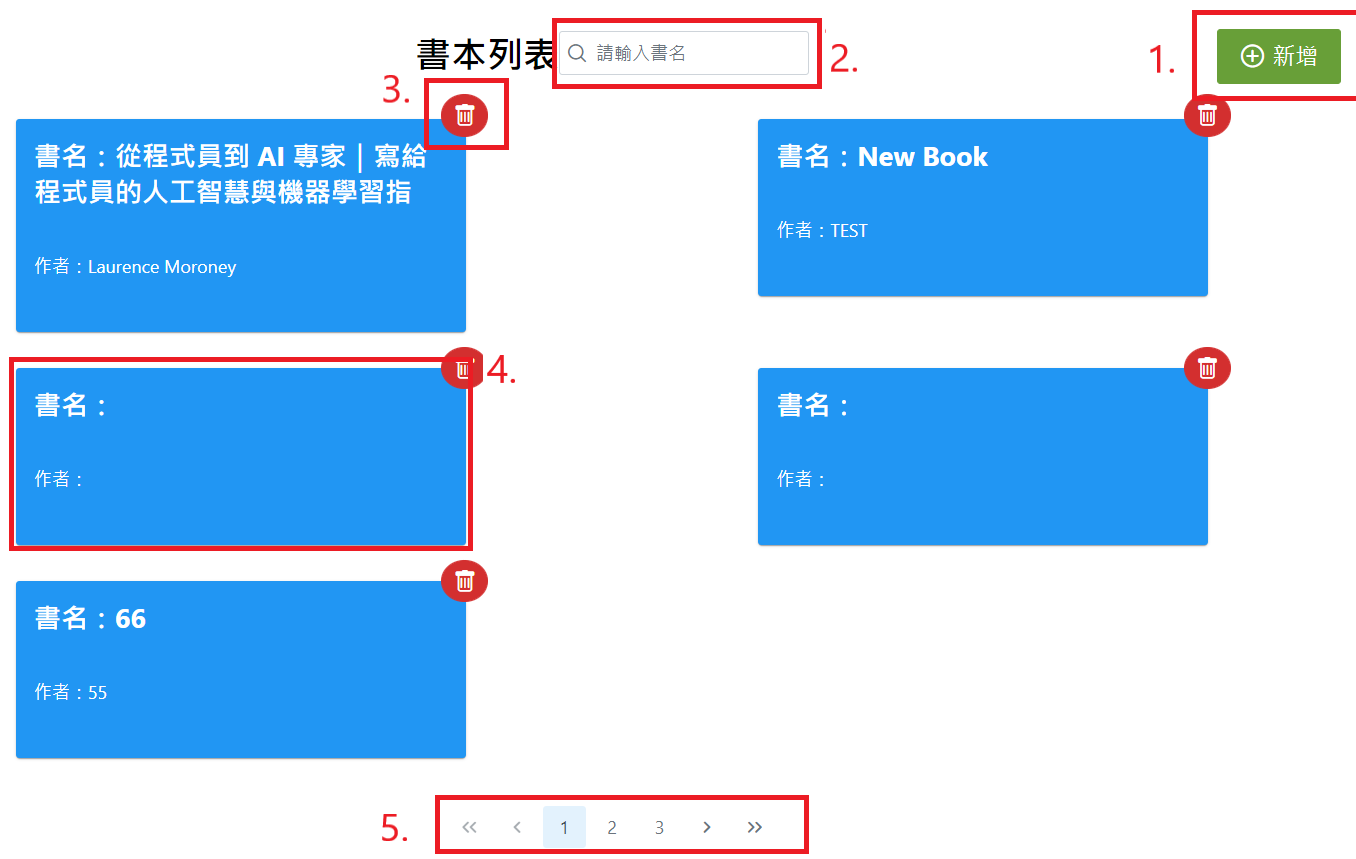 書本列表
請輸入書名
2.
1.
新增
3.
書名：從程式員到 AI 專家｜寫給
程式員的人工智慧與機器學習指
作者：Laurence Moroney
書名：New Book
作者：TEST
4.
書名：
作者：
書名：
作者：
書名：66
作者：55
5.
1 2 3